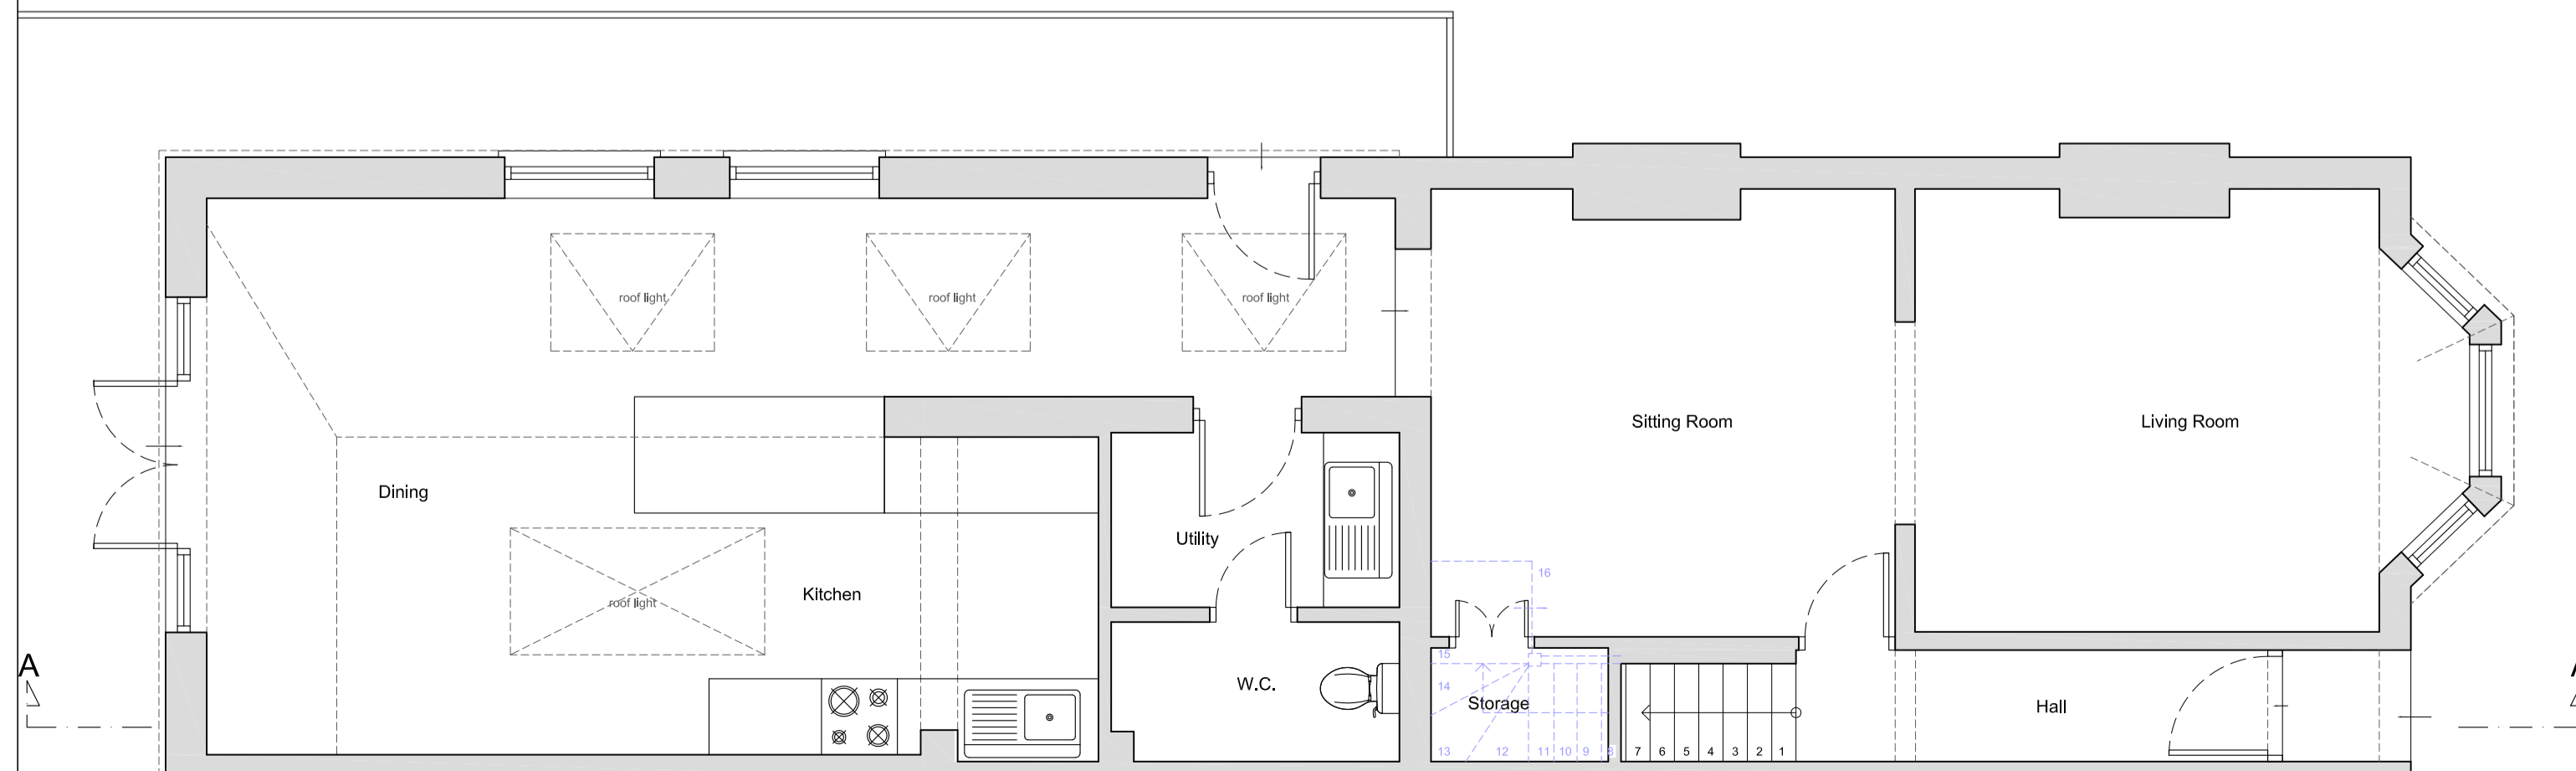 roof light
roof light
roof light
Sitting Room
Living Room
Dining
Utility
16
Kitchen
roof light
15
A
14
W.C.
Storage
Hall
13
12
11
10
9
8
7
6
5
4
3
2
1